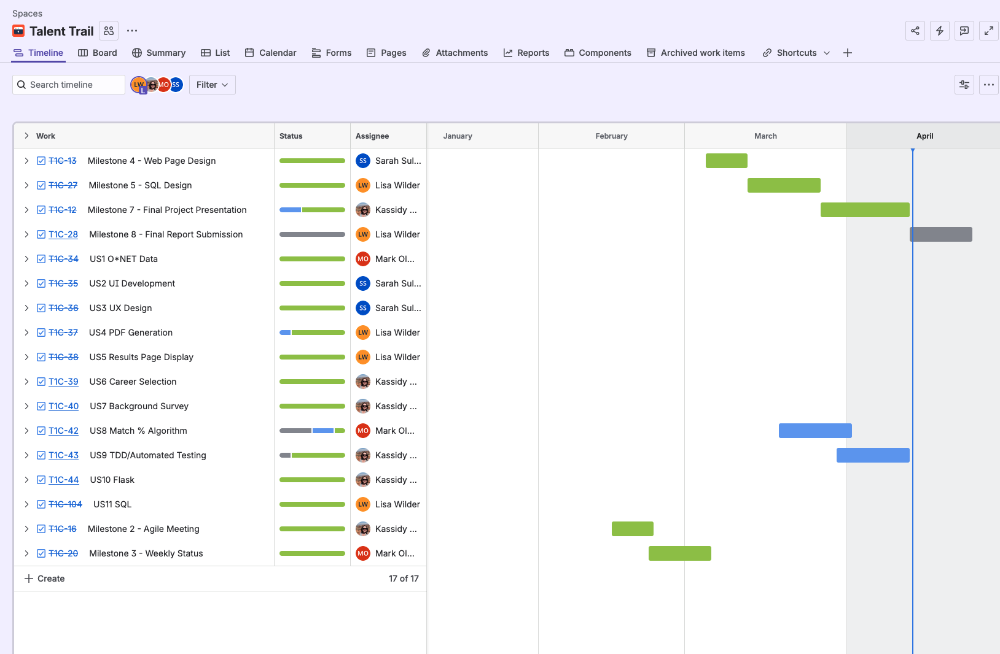 Spaces
Talent Trail
Timeline Board Summary List Calendar Forms Pages Attachments Reports Components Archived work items Shortcuts
Search timeline LW L MO SS Filter
Work Status Assignee January February March April
T1C-13 Milestone 4 - Web Page Design SS Sarah Sul...
T1C-27 Milestone 5 - SQL Design LW Lisa Wilder
T1C-12 Milestone 7 - Final Project Presentation Kassidy ...
T1C-28 Milestone 8 - Final Report Submission LW Lisa Wilder
T1C-34 US1 O*NET Data MO Mark Ol...
T1C-35 US2 UI Development SS Sarah Sul...
T1C-36 US3 UX Design SS Sarah Sul...
T1C-37 US4 PDF Generation LW Lisa Wilder
T1C-38 US5 Results Page Display LW Lisa Wilder
T1C-39 US6 Career Selection Kassidy ...
T1C-40 US7 Background Survey Kassidy ...
T1C-42 US8 Match % Algorithm MO Mark Ol...
T1C-43 US9 TDD/Automated Testing Kassidy ...
T1C-44 US10 Flask Kassidy ...
T1C-104 US11 SQL LW Lisa Wilder
T1C-16 Milestone 2 - Agile Meeting Kassidy ...
T1C-20 Milestone 3 - Weekly Status MO Mark Ol...
Create 17 of 17